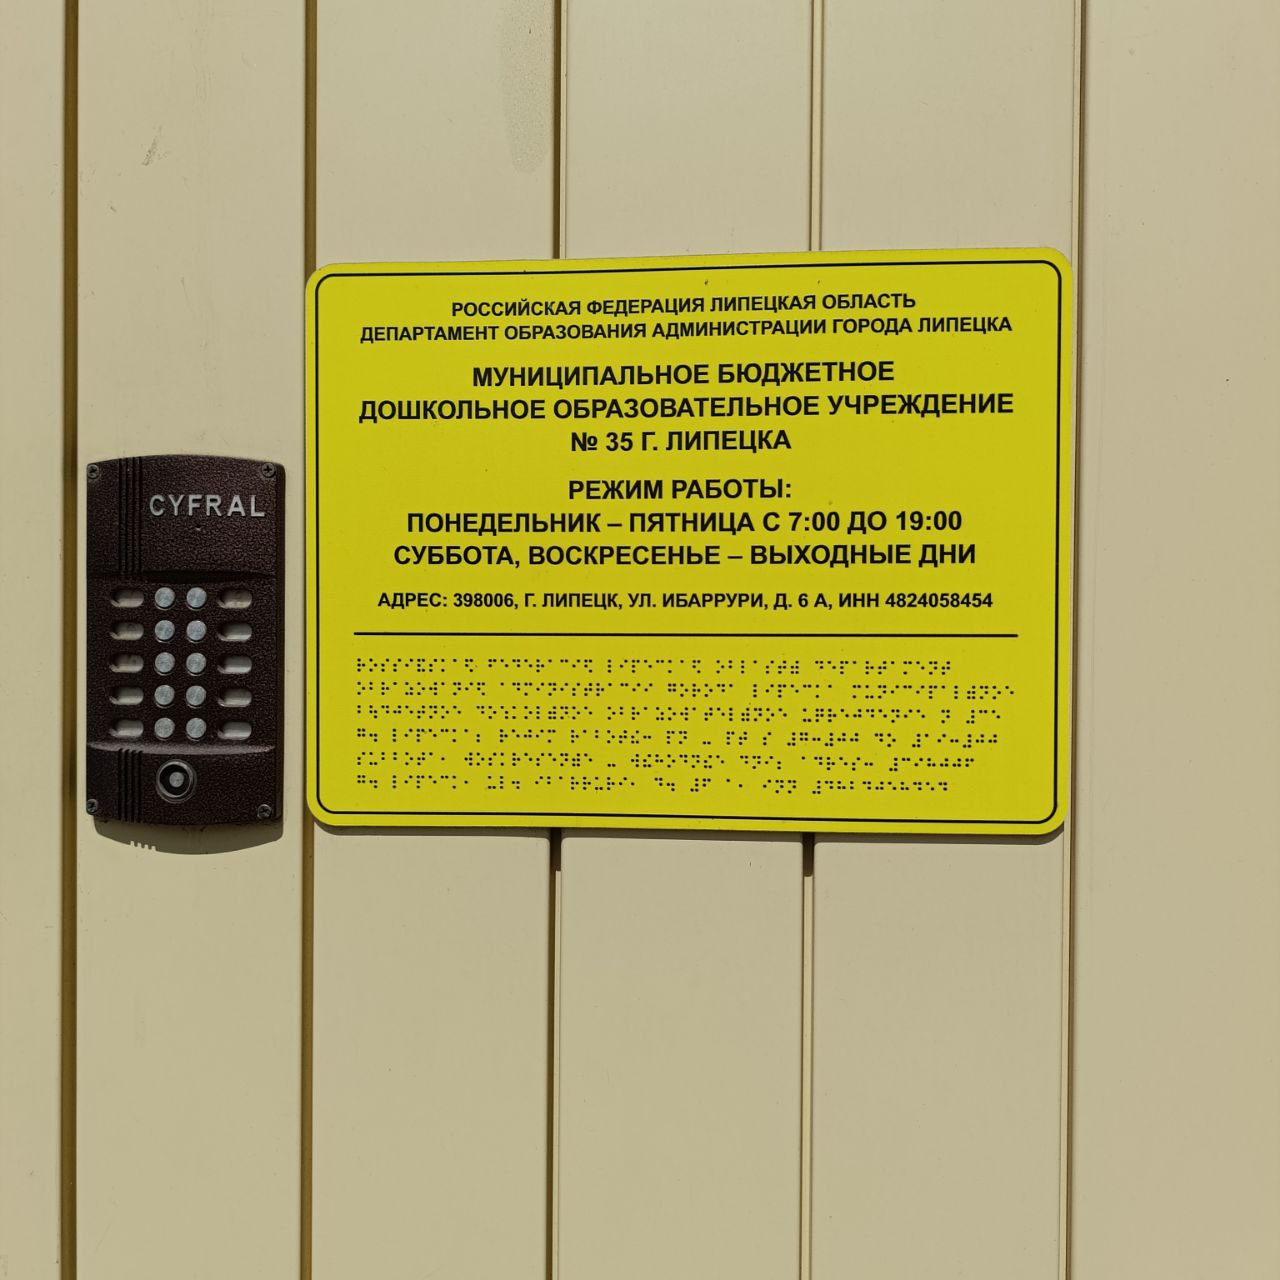 РОССИЙСКАЯ ФЕДЕРАЦИЯ ЛИПЕЦКАЯ ОБЛАСТЬ
ДЕПАРТАМЕНТ ОБРАЗОВАНИЯ АДМИНИСТРАЦИИ ГОРОДА ЛИПЕЦКА
МУНИЦИПАЛЬНОЕ БЮДЖЕТНОЕ
ДОШКОЛЬНОЕ ОБРАЗОВАТЕЛЬНОЕ УЧРЕЖДЕНИЕ
№ 35 Г. ЛИПЕЦКА
РЕЖИМ РАБОТЫ:
ПОНЕДЕЛЬНИК – ПЯТНИЦА С 7:00 ДО 19:00
СУББОТА, ВОСКРЕСЕНЬЕ – ВЫХОДНЫЕ ДНИ
АДРЕС: 398006, Г. ЛИПЕЦК, УЛ. ИБАРРУРИ, Д. 6 А, ИНН 4824058454
CYFRAL